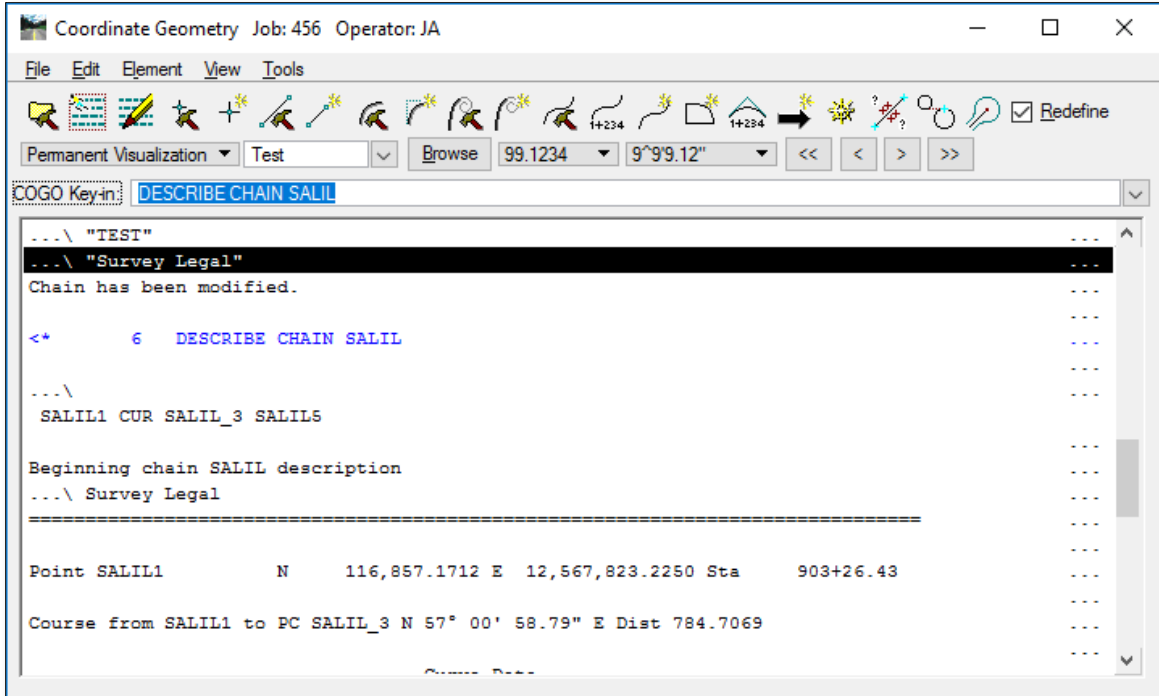 Coordinate Geometry Job: 456 Operator: JA
File Edit Element View Tools
1+234 1+234 ? ? Redefine
Permanent Visualization Test Browse 99.1234 9^9'9.12" << < > >>
COGO Key-in: DESCRIBE CHAIN SALIL
...\ "TEST" ...
...\ "Survey Legal" ...
Chain has been modified. ...
...
<* 6 DESCRIBE CHAIN SALIL ...
...
...\ ...
SALIL1 CUR SALIL_3 SALIL5
...
Beginning chain SALIL description ...
...\ Survey Legal ...
=============================================================================== ...
...
Point SALIL1 N 116,857.1712 E 12,567,823.2250 Sta 903+26.43 ...
...
Course from SALIL1 to PC SALIL_3 N 57° 00' 58.79" E Dist 784.7069 ...
...
Curve Data